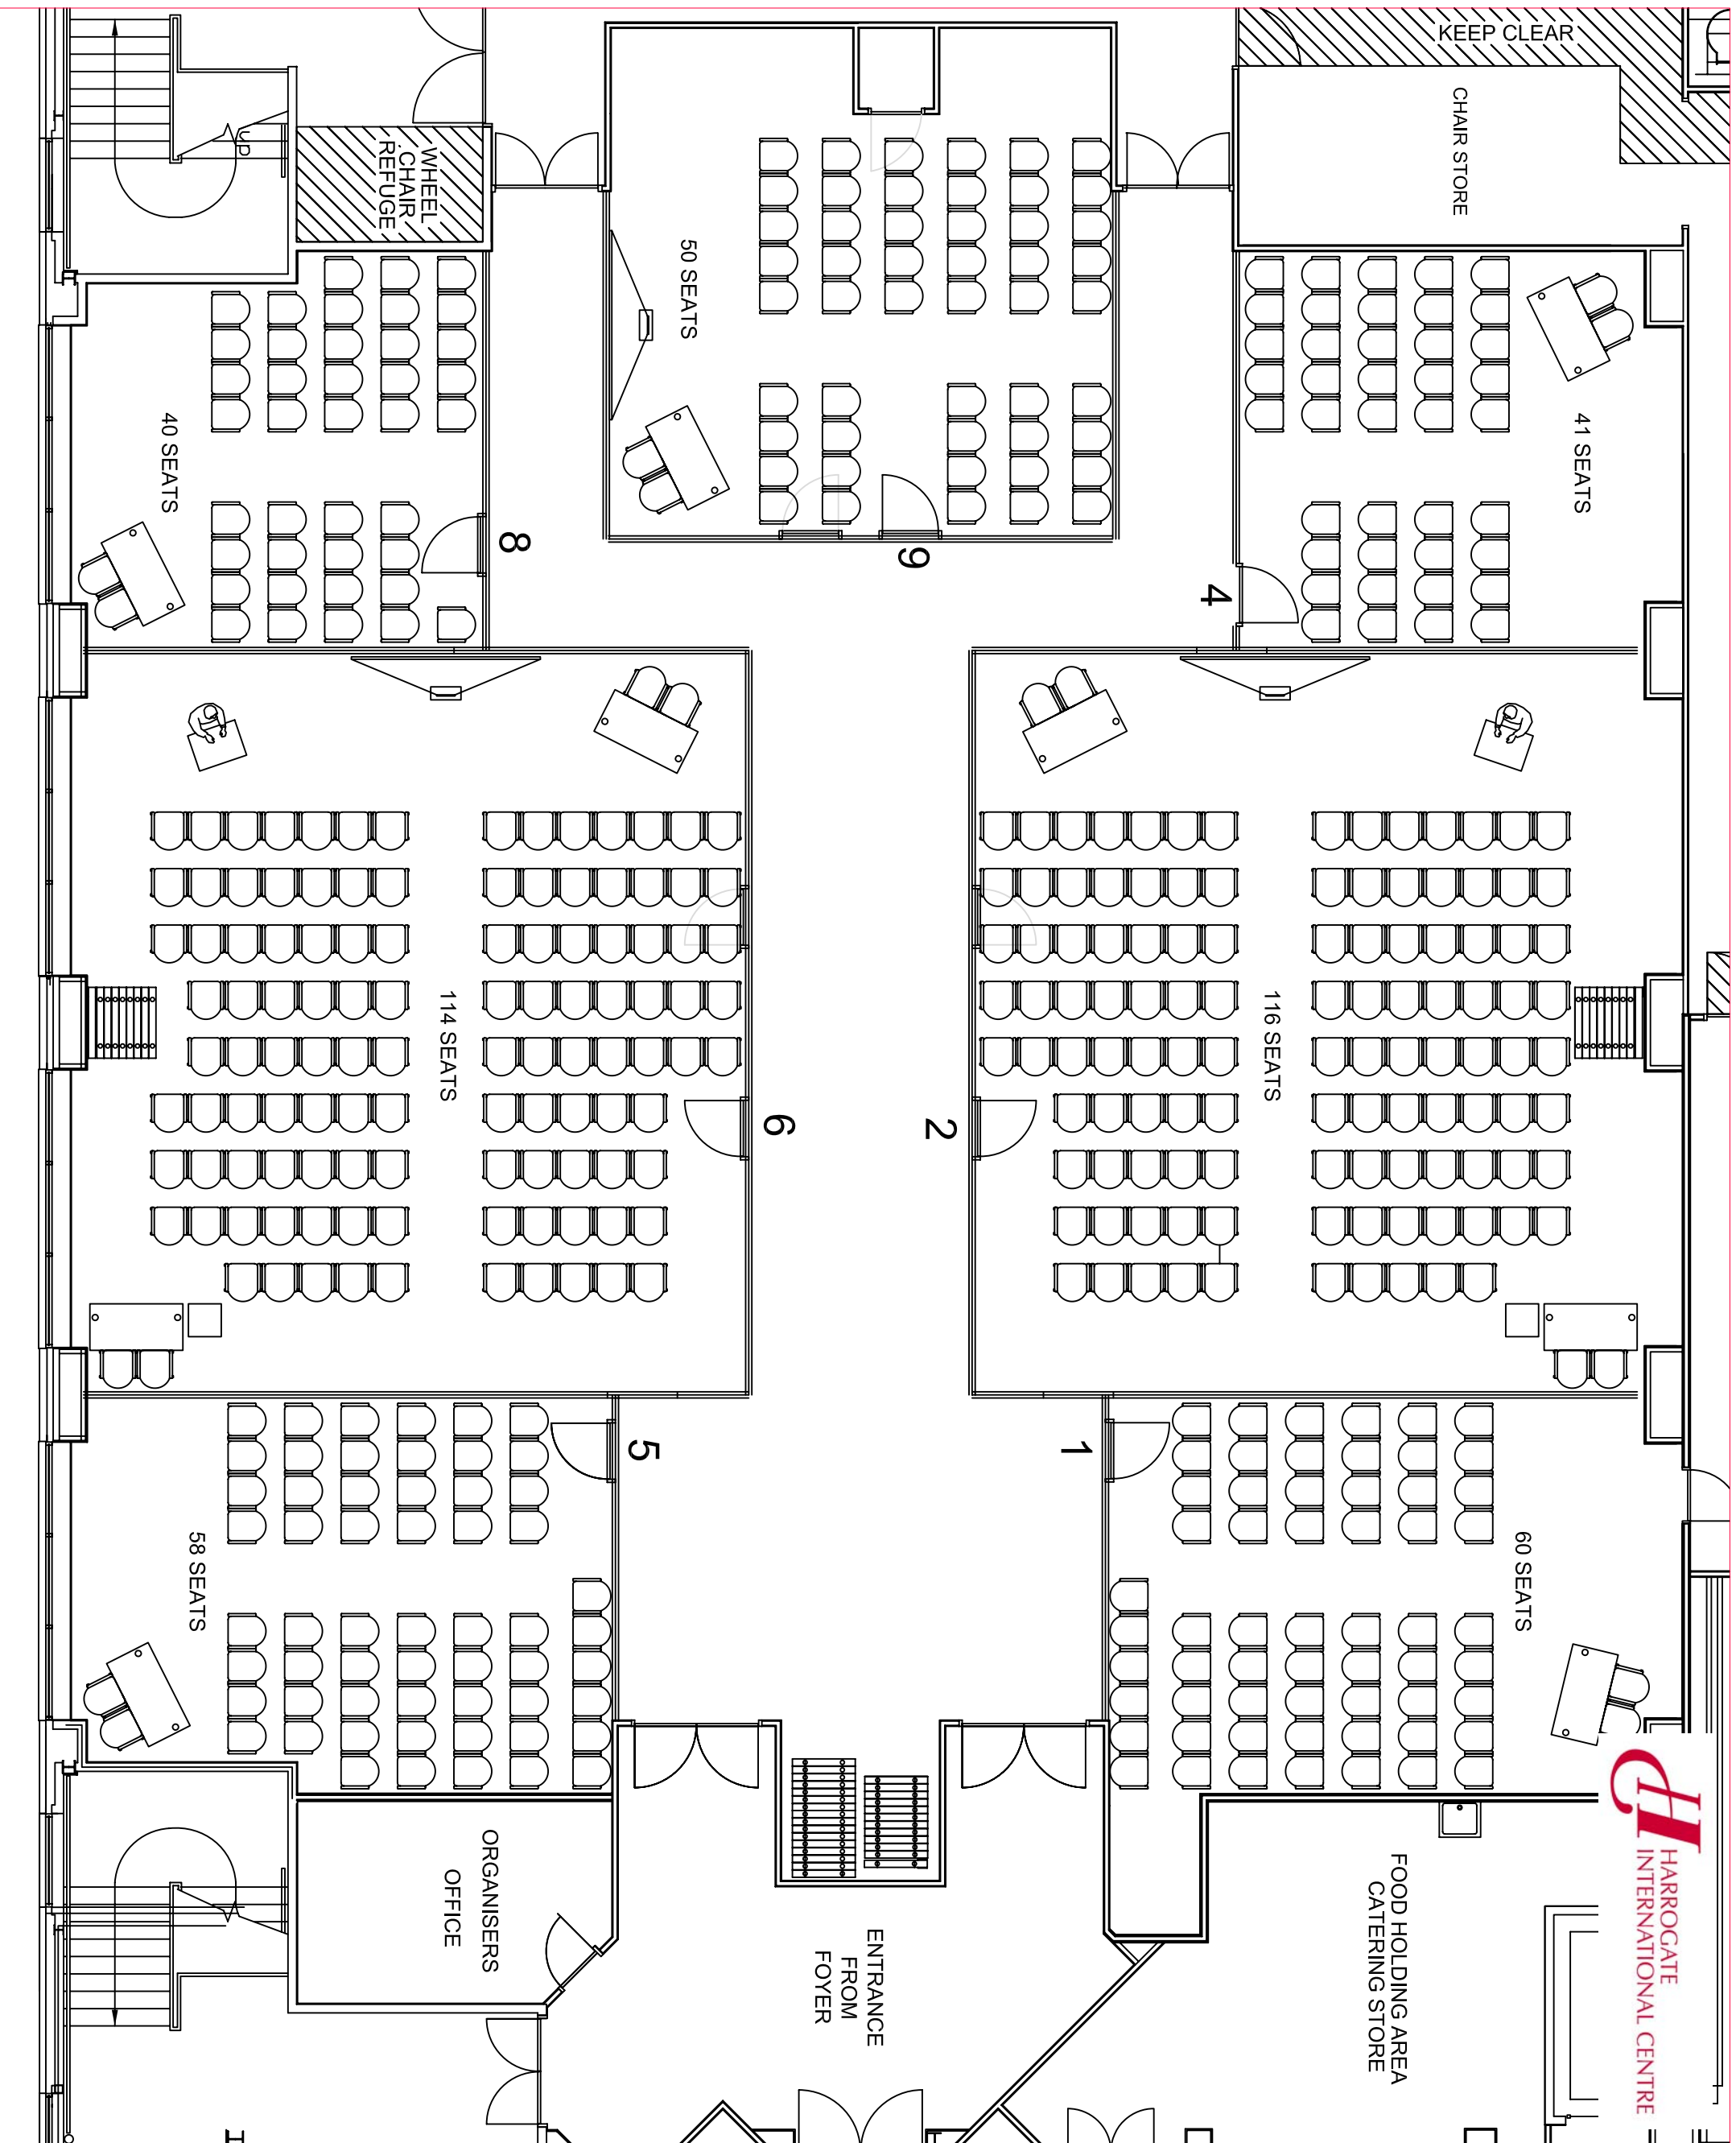 KEEP CLEAR
CHAIR STORE
WHEEL
CHAIR
REFUGE
UP
50 SEATS
40 SEATS
41 SEATS
8
9
4
114 SEATS
116 SEATS
6
2
5
1
58 SEATS
60 SEATS
ORGANISERS
OFFICE
ENTRANCE
FROM
FOYER
FOOD HOLDING AREA
CATERING STORE
HARROGATE
INTERNATIONAL CENTRE